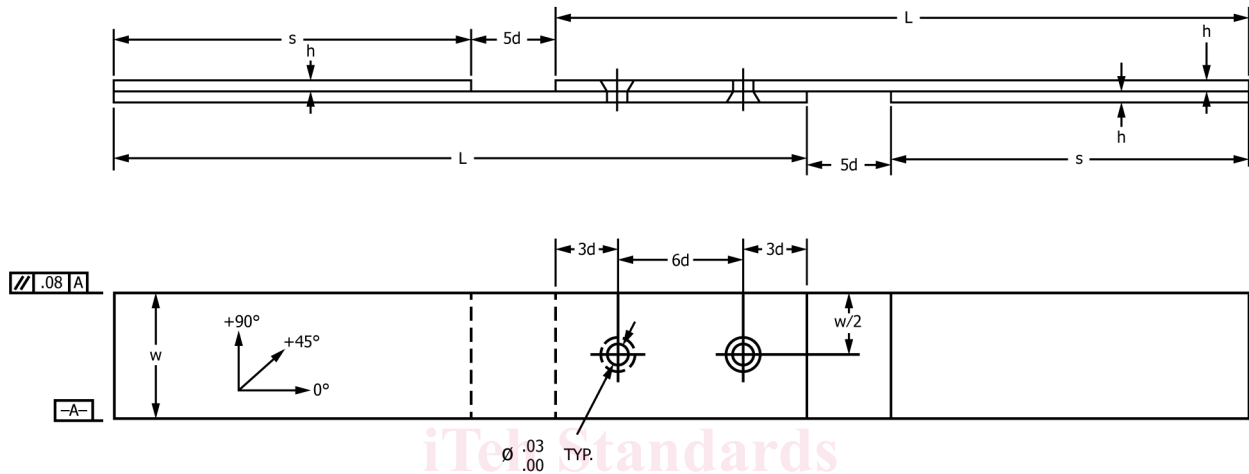 L
s
5d
h
h
h
L
5d
s
3d
6d
3d
// .08 A
+90°
+45°
0°
w
w/2
–A–
Ø .03 .00 TYP.
iTeh Standards